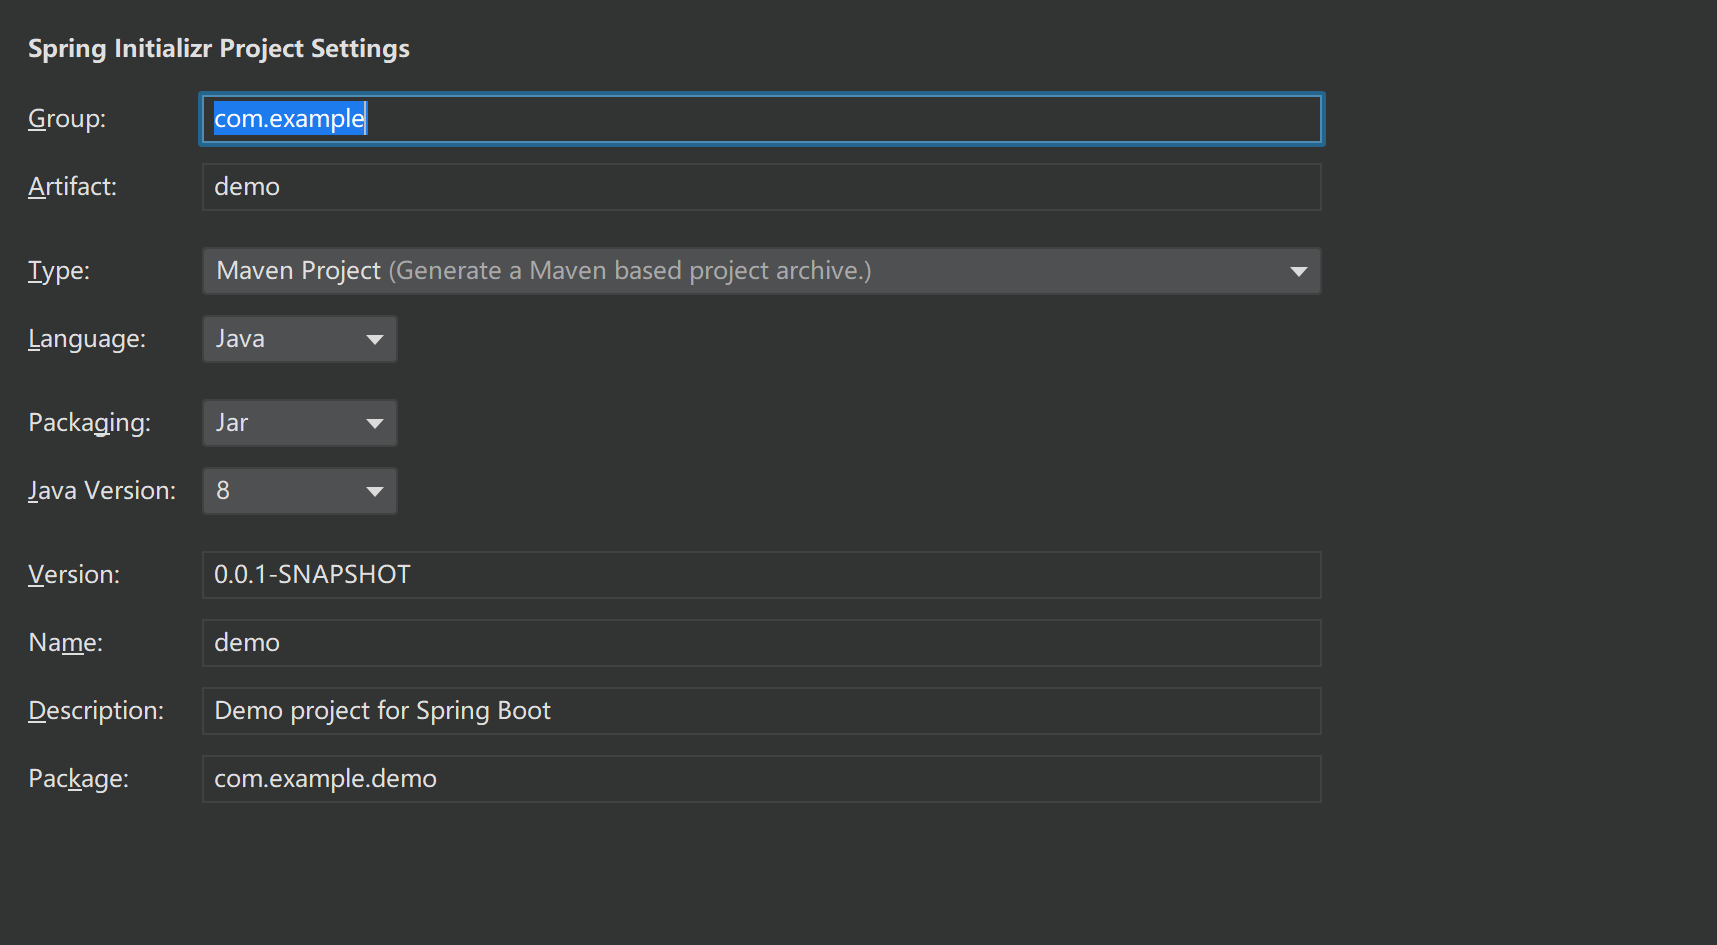 Spring Initializr Project Settings
Group: com.example
Artifact: demo
Type: Maven Project (Generate a Maven based project archive.)
Language: Java
Packaging: Jar
Java Version: 8
Version: 0.0.1-SNAPSHOT
Name: demo
Description: Demo project for Spring Boot
Package: com.example.demo